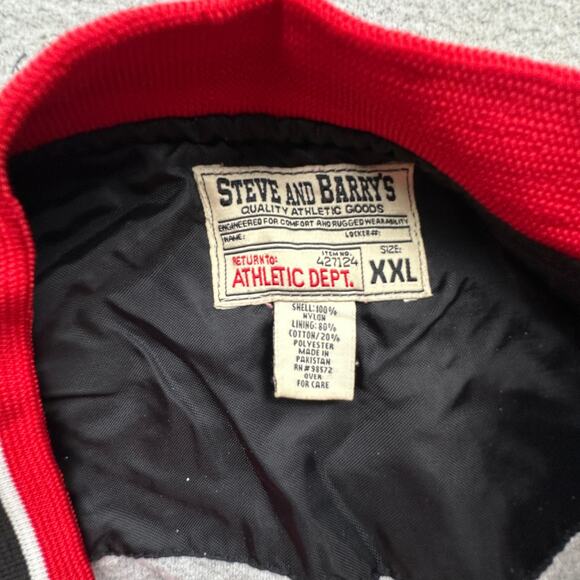 STEVE AND BARRY'S
QUALITY ATHLETIC GOODS
ENGINEERED FOR COMFORT AND RUGGED WEARABILITY
NAME: LOCKER#:
RETURN TO: ITEM NO. 427124
ATHLETIC DEPT.
SIZE:
XXL
SHELL: 100%
NYLON
LINING: 80%
COTTON/20%
POLYESTER
MADE IN
PAKISTAN
RN#98572
OVER
FOR CARE